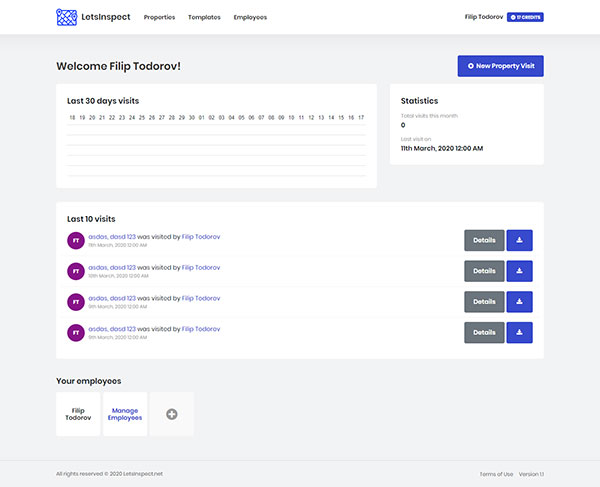 LetsInspect Properties Templates Employees Filip Todorov 17 CREDITS
Welcome Filip Todorov! New Property Visit
Last 30 days visits
18 19 20 21 22 23 24 25 26 27 28 29 30 01 02 03 04 05 06 07 08 09 10 11 12 13 14 15 16 17
Statistics
Total visits this month
0
Last visit on
11th March, 2020 12:00 AM
Last 10 visits
FT asdas, dasd 123 was visited by Filip Todorov Details
11th March, 2020 12:00 AM
FT asdas, dasd 123 was visited by Filip Todorov Details
March, 2020 12:00 AM
FT asdas, dasd 123 was visited by Filip Todorov Details
11th March, 2020 12:00 AM
FT asdas, dasd 123 was visited by Filip Todorov Details
11th March, 2020 12:00 AM
Your employees
Filip
Todorov
Manage
Employees
All rights reserved © 2020 LetsInspect.net Terms of Use Version 1.1